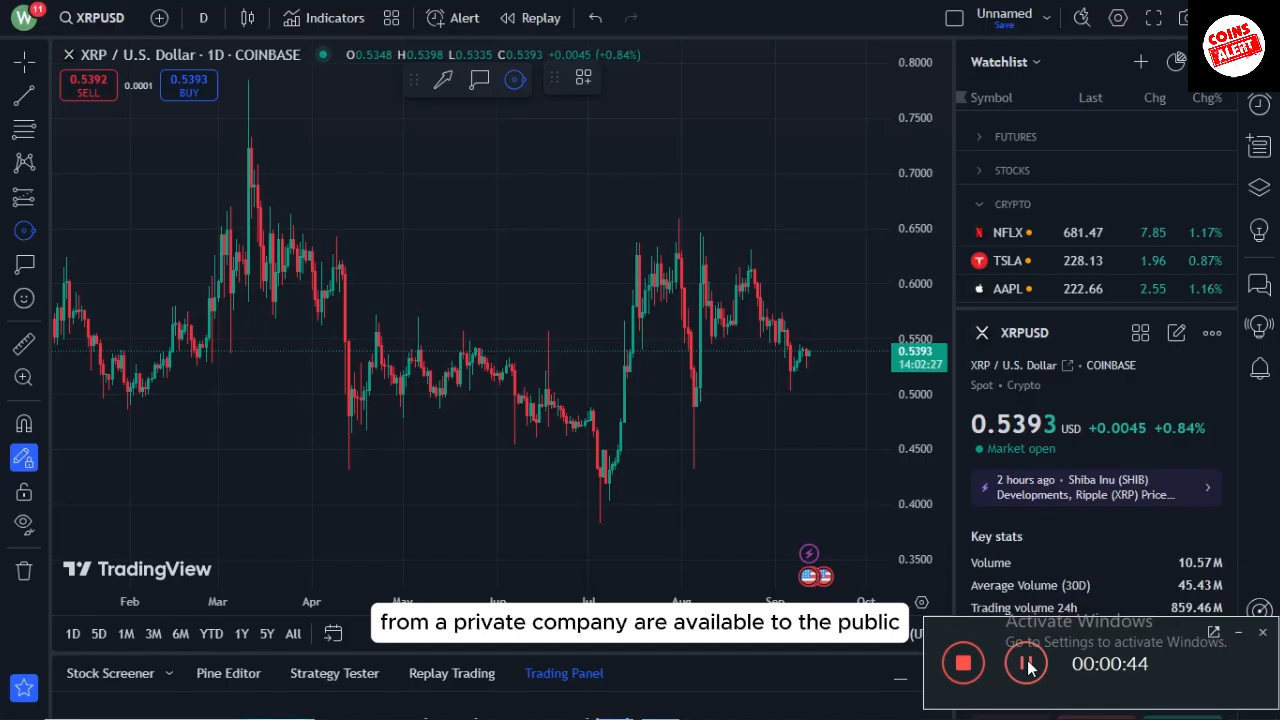 W
11
XRPUSD
D
Indicators
Alert
Replay
Unnamed
Save
COINS
ALERT
XRP / U.S. Dollar · 1D · COINBASE
O0.5348 H0.5398 L0.5335 C0.5393 +0.0045 (+0.84%)
0.5392
SELL
0.0001
0.5393
BUY
0.8000
0.7500
0.7000
0.6500
0.6000
0.5500
0.5393
14:02:27
0.5000
0.4500
0.4000
0.3500
TradingView
Feb
Mar
Apr
May
Jun
Jul
Aug
Sep
Oct
from a private company are available to the public
1D 5D 1M 3M 6M YTD 1Y 5Y All
Stock Screener
Pine Editor
Strategy Tester
Replay Trading
Trading Panel
Watchlist
Symbol Last Chg Chg%
FUTURES
STOCKS
CRYPTO
NFLX 681.47 7.85 1.17%
TSLA 228.13 1.96 0.87%
AAPL 222.66 2.55 1.16%
XRPUSD
XRP / U.S. Dollar · COINBASE
Spot • Crypto
0.5393 USD +0.0045 +0.84%
Market open
2 hours ago • Shiba Inu (SHIB)
Developments, Ripple (XRP) Price...
Key stats
Volume 10.57M
Average Volume (30D) 45.43M
Trading volume 24h 859.46M
Activate Windows
Go to Settings to activate Windows.
00:00:44